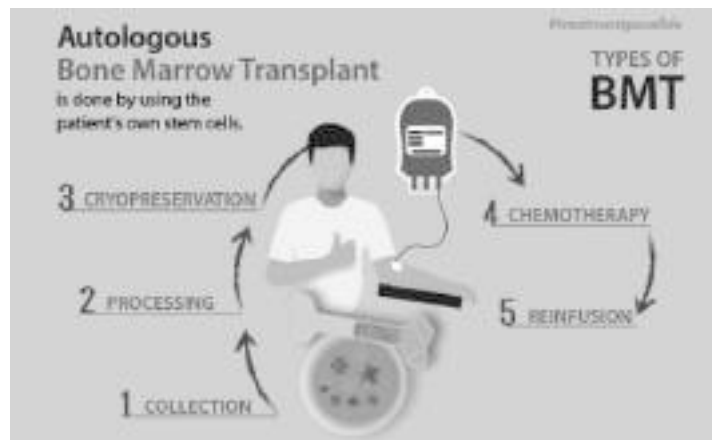 Autologous
Bone Marrow Transplant
is done by using the
patient's own stem cells.
#treatmentpossible
TYPES OF
BMT
3 CRYOPRESERVATION
4 CHEMOTHERAPY
2 PROCESSING
5 REINFUSION
1 COLLECTION